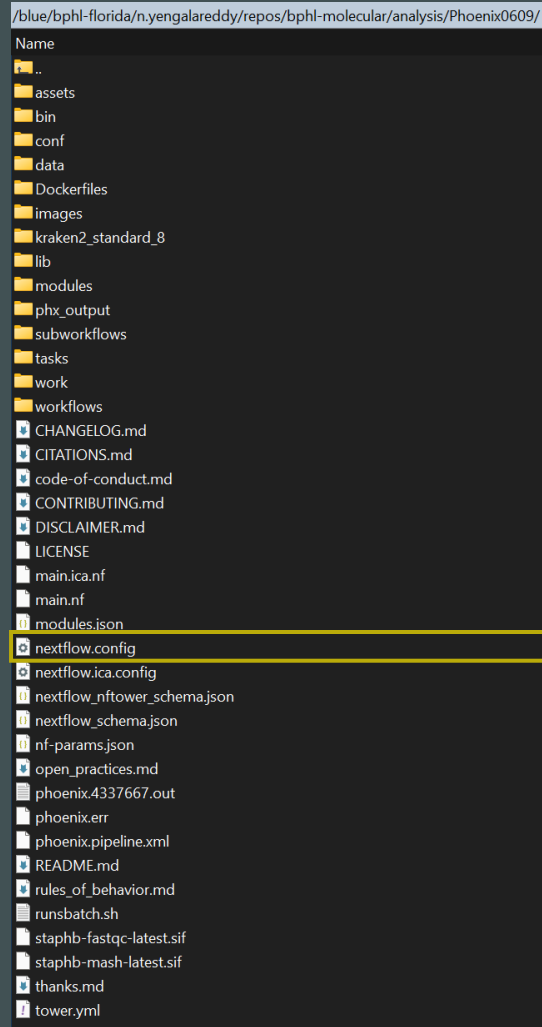 /blue/bphl-florida/n.yengalareddy/repos/bphl-molecular/analysis/Phoenix0609/
Name
..
assets
bin
conf
data
Dockerfiles
images
kraken2_standard_8
lib
modules
phx_output
subworkflows
tasks
work
workflows
CHANGELOG.md
CITATIONS.md
code-of-conduct.md
CONTRIBUTING.md
DISCLAIMER.md
LICENSE
main.ica.nf
main.nf
modules.json
nextflow.config
nextflow.ica.config
nextflow_nftower_schema.json
nextflow_schema.json
nf-params.json
open_practices.md
phoenix.4337667.out
phoenix.err
phoenix.pipeline.xml
README.md
rules_of_behavior.md
runsbatch.sh
staphb-fastqc-latest.sif
staphb-mash-latest.sif
thanks.md
tower.yml